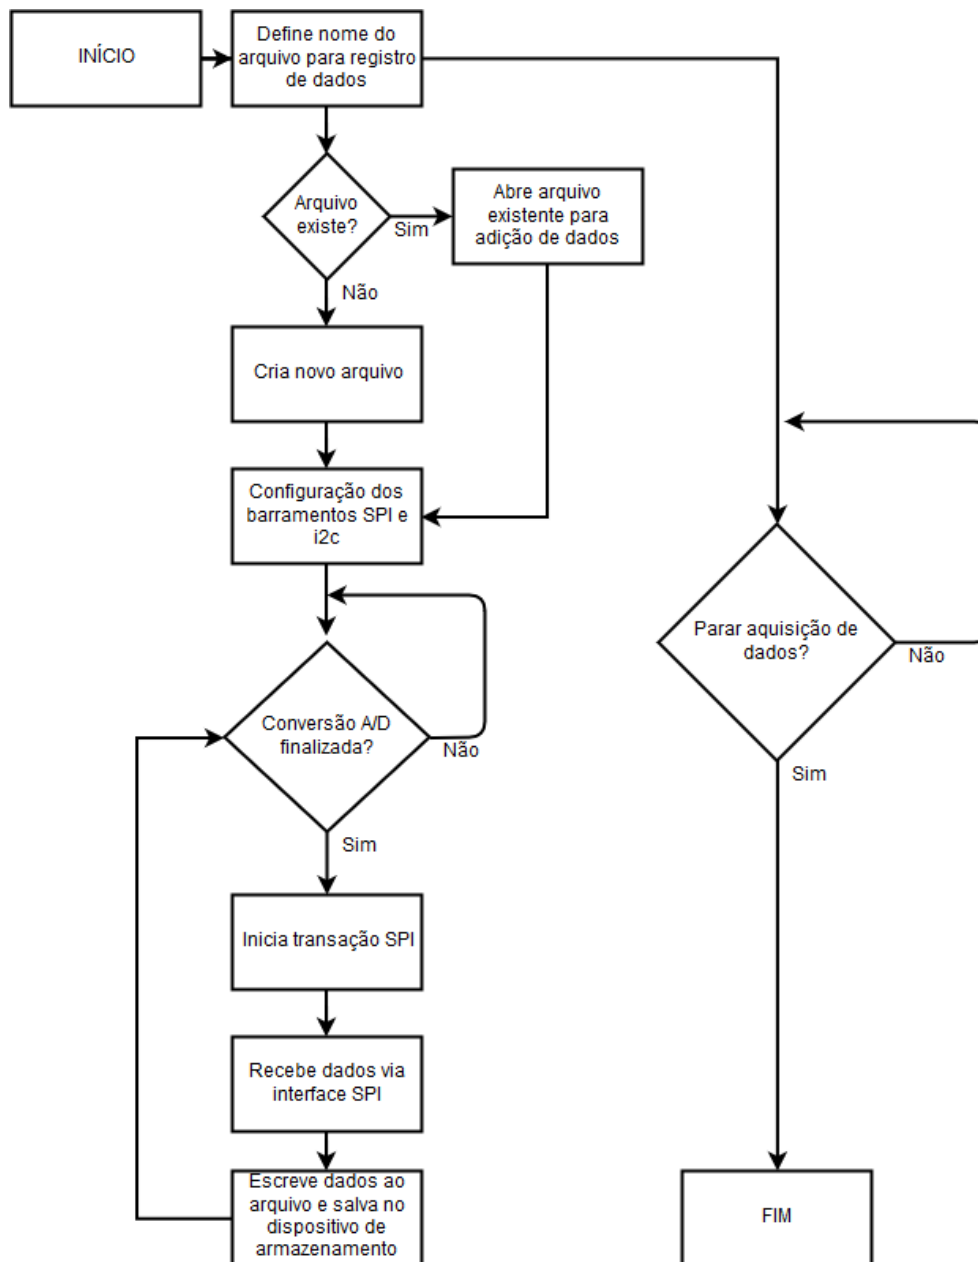 INÍCIO
Define nome do
arquivo para registro
de dados
Arquivo
existe?
Sim
Abre arquivo
existente para
adição de dados
Não
Cria novo arquivo
Configuração dos
barramentos SPI e
i2c
Parar aquisição de
dados?
Não
Conversão A/D
finalizada?
Não
Sim
Sim
Inicia transação SPI
Recebe dados via
interface SPI
Escreve dados ao
arquivo e salva no
dispositivo de
armazenamento
FIM